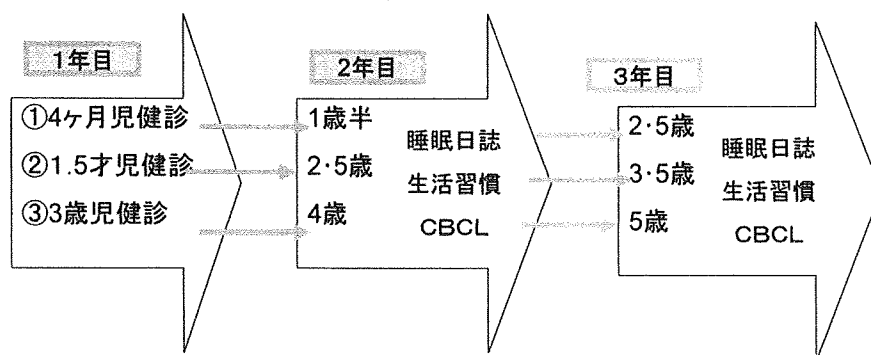 1年目
①4ヶ月児健診
②1.5才児健診
③3歳児健診
2年目
1歳半
2・5歳
4歳
睡眠日誌
生活習慣
CBCL
3年目
2・5歳
3・5歳
5歳
睡眠日誌
生活習慣
CBCL